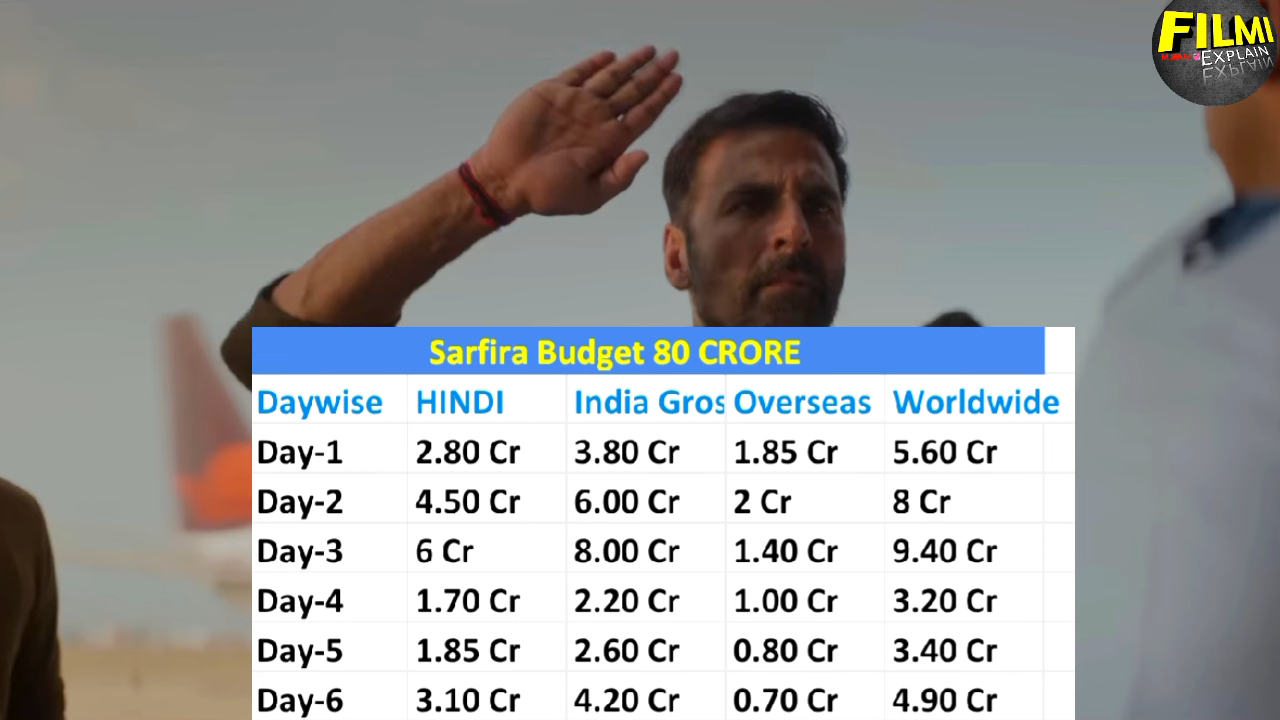 FILMI
EXPLAIN
Sarfira Budget 80 CRORE
Daywise HINDI India Gros Overseas Worldwide
Day-1 2.80 Cr 3.80 Cr 1.85 Cr 5.60 Cr
Day-2 4.50 Cr 6.00 Cr 2 Cr 8 Cr
Day-3 6 Cr 8.00 Cr 1.40 Cr 9.40 Cr
Day-4 1.70 Cr 2.20 Cr 1.00 Cr 3.20 Cr
Day-5 1.85 Cr 2.60 Cr 0.80 Cr 3.40 Cr
Day-6 3.10 Cr 4.20 Cr 0.70 Cr 4.90 Cr